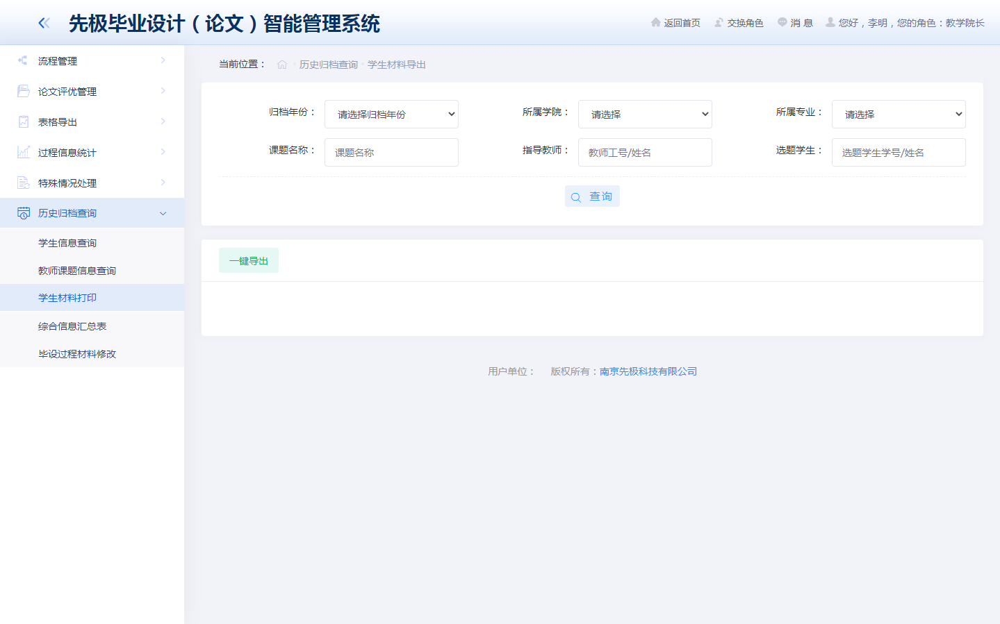 先极毕业设计（论文）智能管理系统
返回首页 交换角色 消 息 您好，李明，您的角色：教学院长
流程管理
论文评优管理
表格导出
过程信息统计
特殊情况处理
历史归档查询
学生信息查询
教师课题信息查询
学生材料打印
综合信息汇总表
毕设过程材料修改
当前位置： 历史归档查询 学生材料导出
归档年份： 请选择归档年份 所属学院： 请选择 所属专业： 请选择
课题名称： 课题名称 指导教师： 教师工号/姓名 选题学生： 选题学生学号/姓名
查询
一键导出
用户单位： 版权所有：南京先极科技有限公司